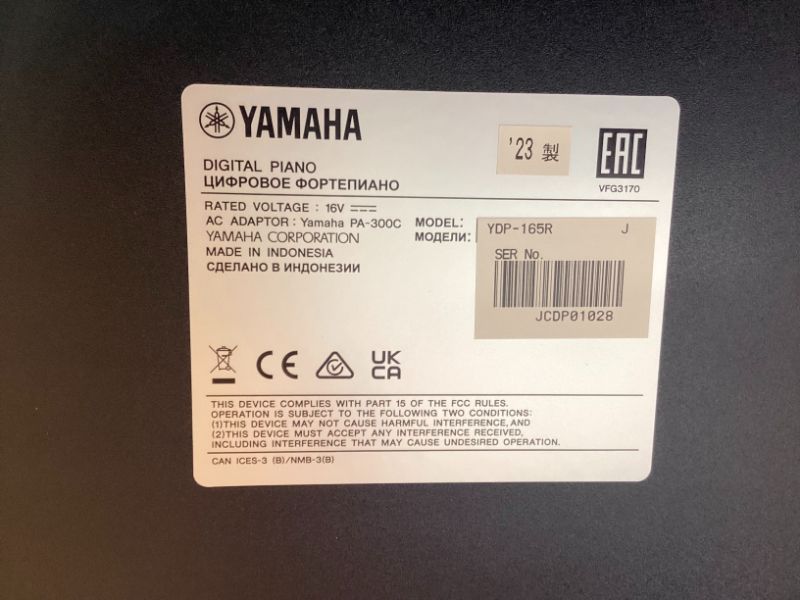 YAMAHA
'23 製
EAC
VFG3170
DIGITAL PIANO
ЦИФРОВОЕ ФОРТЕПИАНО
RATED VOLTAGE : 16V
AC ADAPTOR : Yamaha PA-300C
YAMAHA CORPORATION
MADE IN INDONESIA
СДЕЛАНО В ИНДОНЕЗИИ
MODEL:
МОДЕЛИ:
YDP-165R J
SER No.
JCDP01028
CE
UK
CA
THIS DEVICE COMPLIES WITH PART 15 OF THE FCC RULES.
OPERATION IS SUBJECT TO THE FOLLOWING TWO CONDITIONS:
(1)THIS DEVICE MAY NOT CAUSE HARMFUL INTERFERENCE,AND
(2)THIS DEVICE MUST ACCEPT ANY INTERFERENCE RECEIVED,
INCLUDING INTERFERENCE THAT MAY CAUSE UNDESIRED OPERATION.
CAN ICES-3 (B)/NMB-3(B)